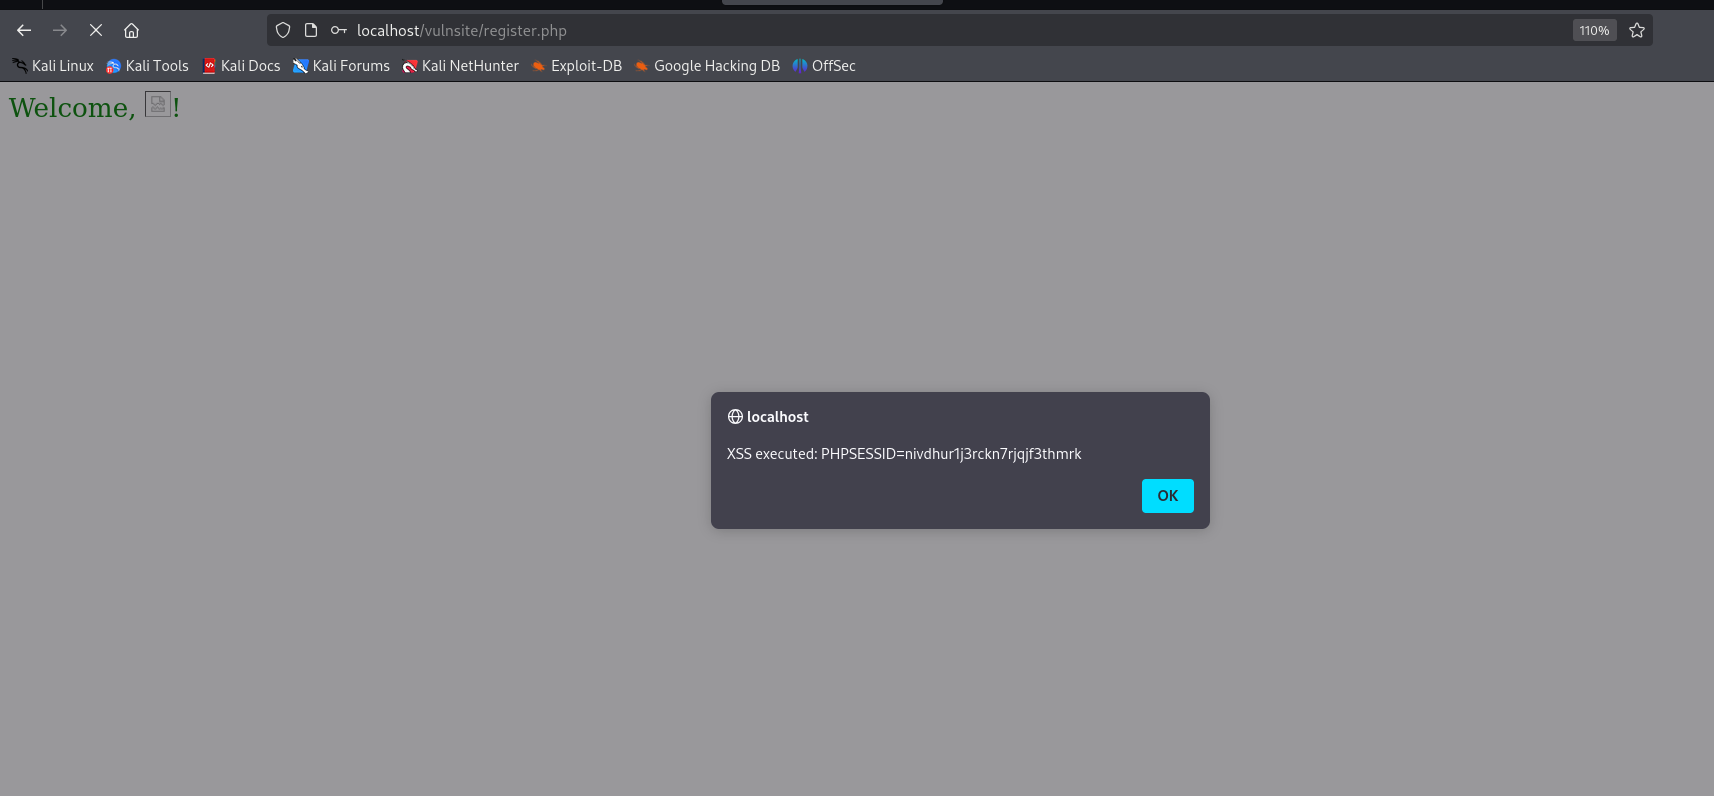 localhost/vulnsite/register.php 110%
Kali Linux Kali Tools Kali Docs Kali Forums Kali NetHunter Exploit-DB Google Hacking DB OffSec
Welcome, !
localhost
XSS executed: PHPSESSID=nivdhur1j3rckn7rjqjf3thmrk
OK